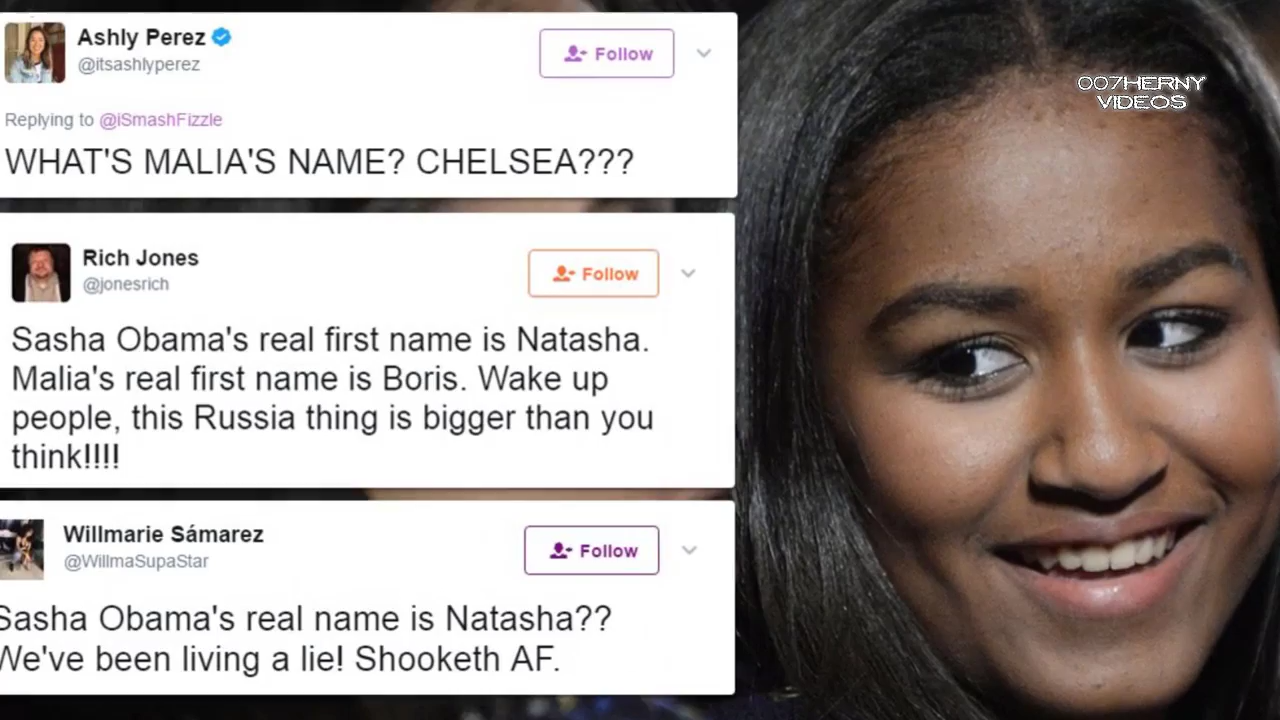 Ashly Perez
@itsashlyperez
Follow
Replying to @iSmashFizzle
WHAT'S MALIA'S NAME? CHELSEA???
Rich Jones
@jonesrich
Follow
Sasha Obama's real first name is Natasha.
Malia's real first name is Boris. Wake up
people, this Russia thing is bigger than you
think!!!!
Willmarie Sámarez
@WillmaSupaStar
Follow
Sasha Obama's real name is Natasha??
We've been living a lie! Shooketh AF.
007HERNY
VIDEOS